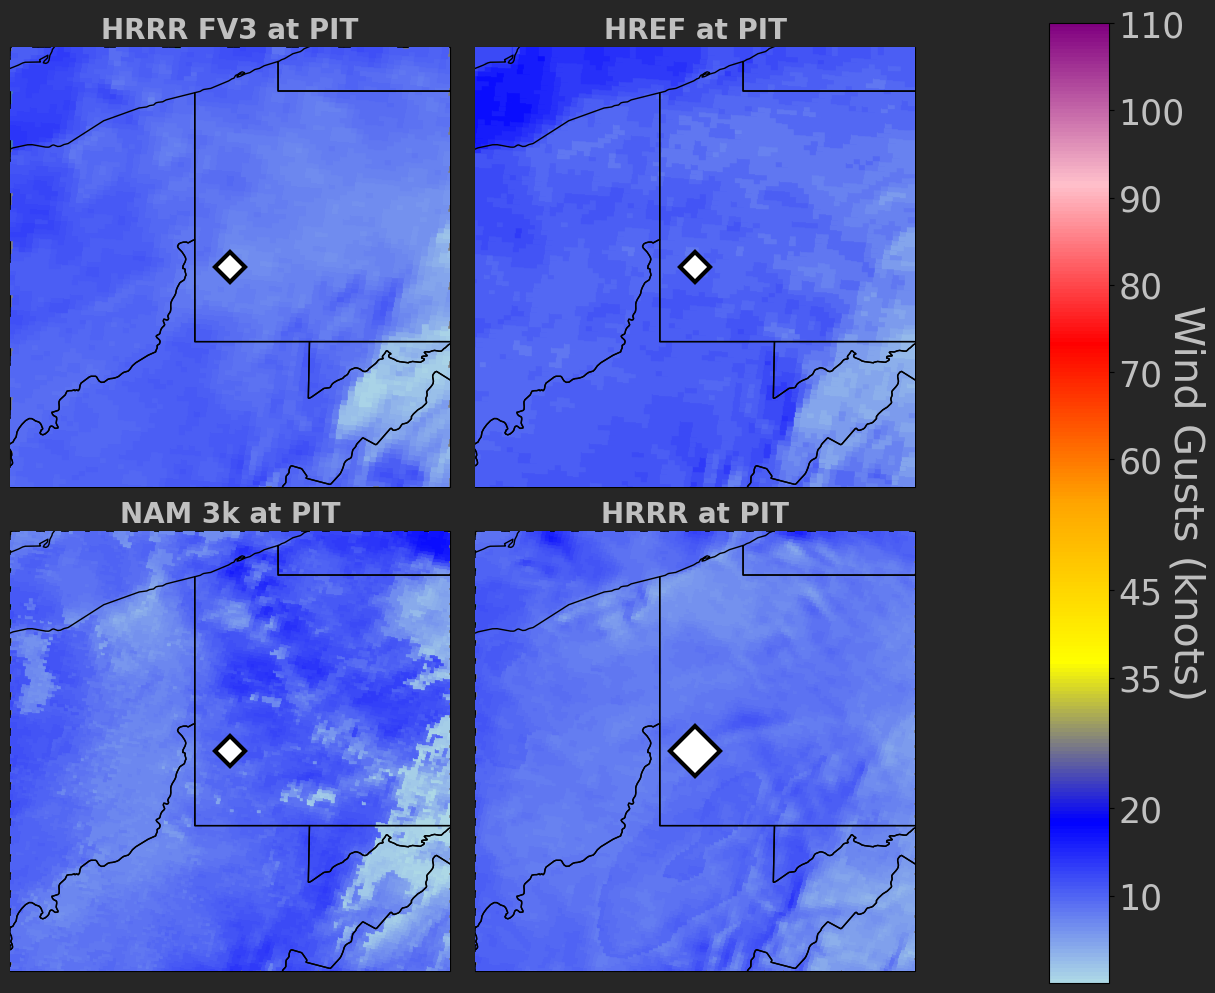 HRRR FV3 at PIT
HREF at PIT
NAM 3k at PIT
HRRR at PIT
110
100
90
80
70
60
45
35
20
10
Wind Gusts (knots)